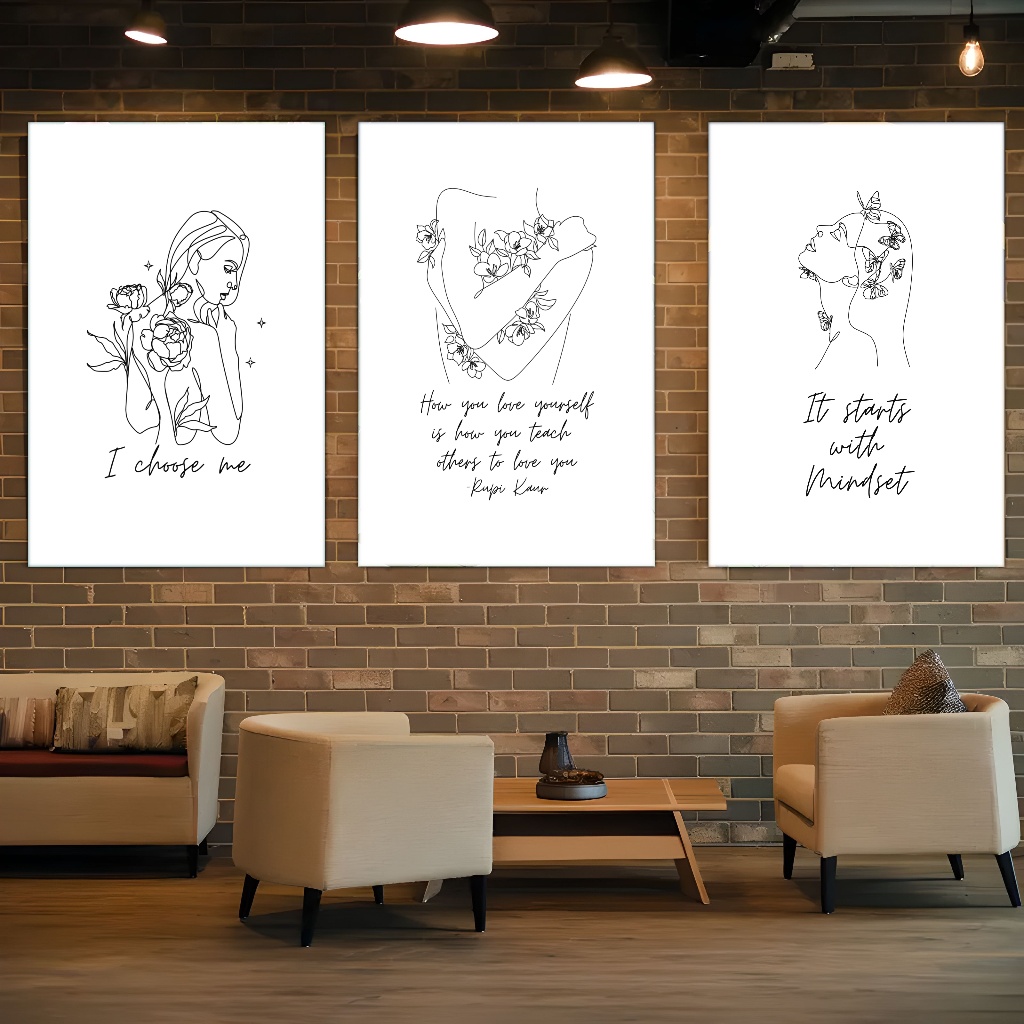 I choose me
How you love yourself
is how you teach
others to love you
-Rupi Kaur
It starts
with
Mindset